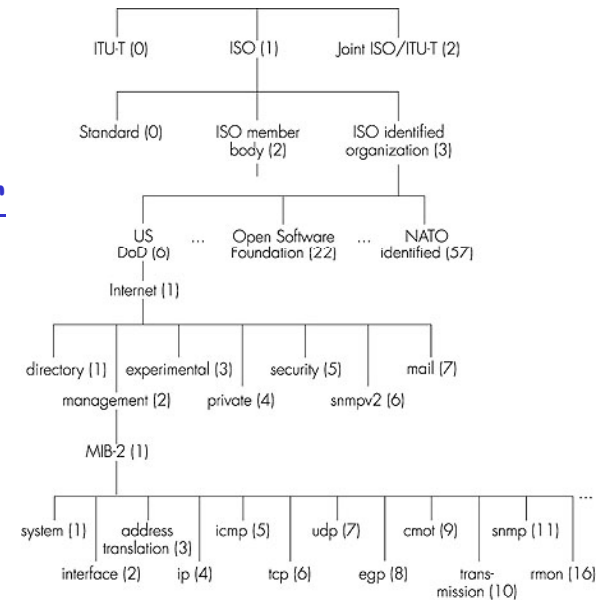 ITU-T (0) ISO (1) Joint ISO/ITU-T (2)
Standard (0) ISO member ISO identified
body (2) organization (3)
US ... Open Software ... NATO
DoD (6) Foundation (22) identified (57)
Internet (1)
directory (1) experimental (3) security (5) mail (7)
management (2) private (4) snmpv2 (6)
MIB-2 (1)
...
system (1) address icmp (5) udp (7) cmot (9) snmp (11)
translation (3)
interface (2) ip (4) tcp (6) egp (8) trans- rmon (16)
mission (10)